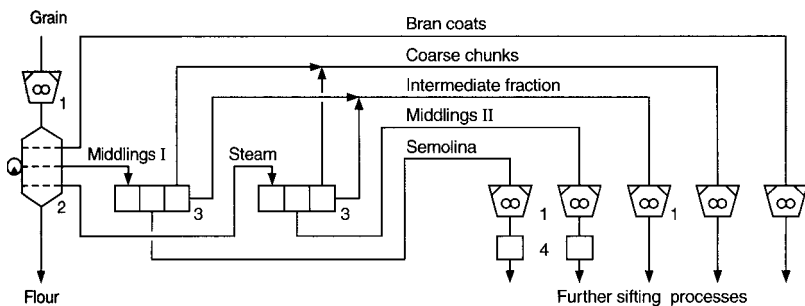 Grain
Bran coats
Coarse chunks
1
Intermediate fraction
Middlings II
Middlings I
Steam
Semolina
2
3
3
1
1
4
Flour
Further sifting processes